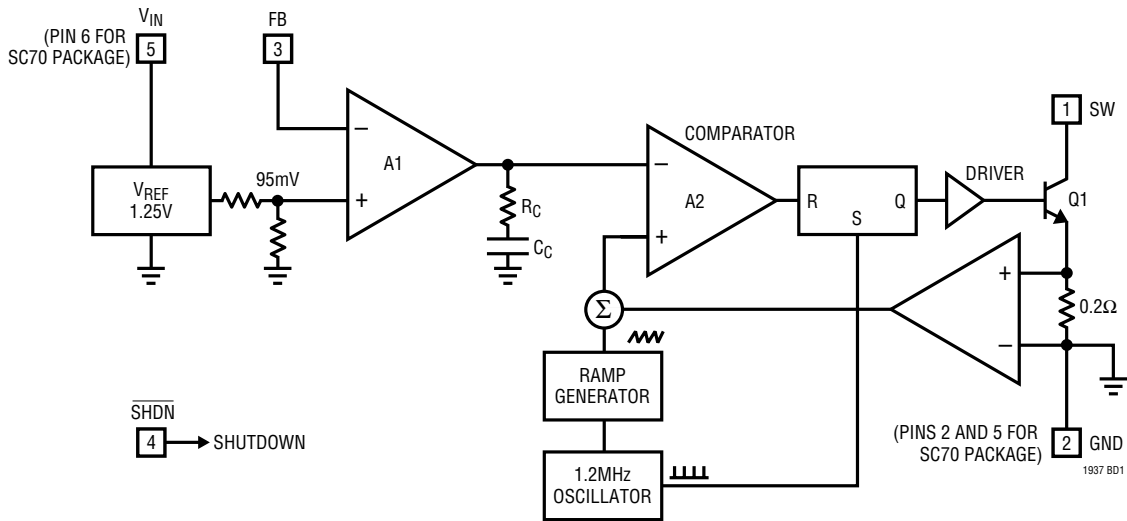 V_IN
(PIN 6 FOR
SC70 PACKAGE)
5
FB
3
V_REF
1.25V
95mV
−
+
A1
R_C
C_C
COMPARATOR
−
+
A2
R
S
Q
DRIVER
1
SW
Q1
+
−
0.2Ω
Σ
RAMP
GENERATOR
1.2MHz
OSCILLATOR
S̅H̅D̅N̅
4
SHUTDOWN
(PINS 2 AND 5 FOR
SC70 PACKAGE)
2
GND
1937 BD1